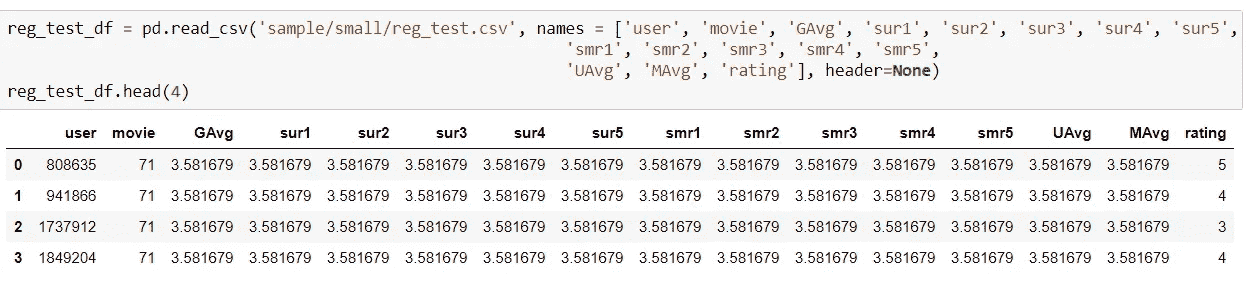 reg_test_df = pd.read_csv('sample/small/reg_test.csv', names = ['user', 'movie', 'GAvg', 'sur1', 'sur2', 'sur3', 'sur4', 'sur5',
'smr1', 'smr2', 'smr3', 'smr4', 'smr5',
'UAvg', 'MAvg', 'rating'], header=None)
reg_test_df.head(4)
user movie GAvg sur1 sur2 sur3 sur4 sur5 smr1 smr2 smr3 smr4 smr5 UAvg MAvg rating
0 808635 71 3.581679 3.581679 3.581679 3.581679 3.581679 3.581679 3.581679 3.581679 3.581679 3.581679 3.581679 3.581679 3.581679 5
1 941866 71 3.581679 3.581679 3.581679 3.581679 3.581679 3.581679 3.581679 3.581679 3.581679 3.581679 3.581679 3.581679 3.581679 4
2 1737912 71 3.581679 3.581679 3.581679 3.581679 3.581679 3.581679 3.581679 3.581679 3.581679 3.581679 3.581679 3.581679 3.581679 3
3 1849204 71 3.581679 3.581679 3.581679 3.581679 3.581679 3.581679 3.581679 3.581679 3.581679 3.581679 3.581679 3.581679 3.581679 4